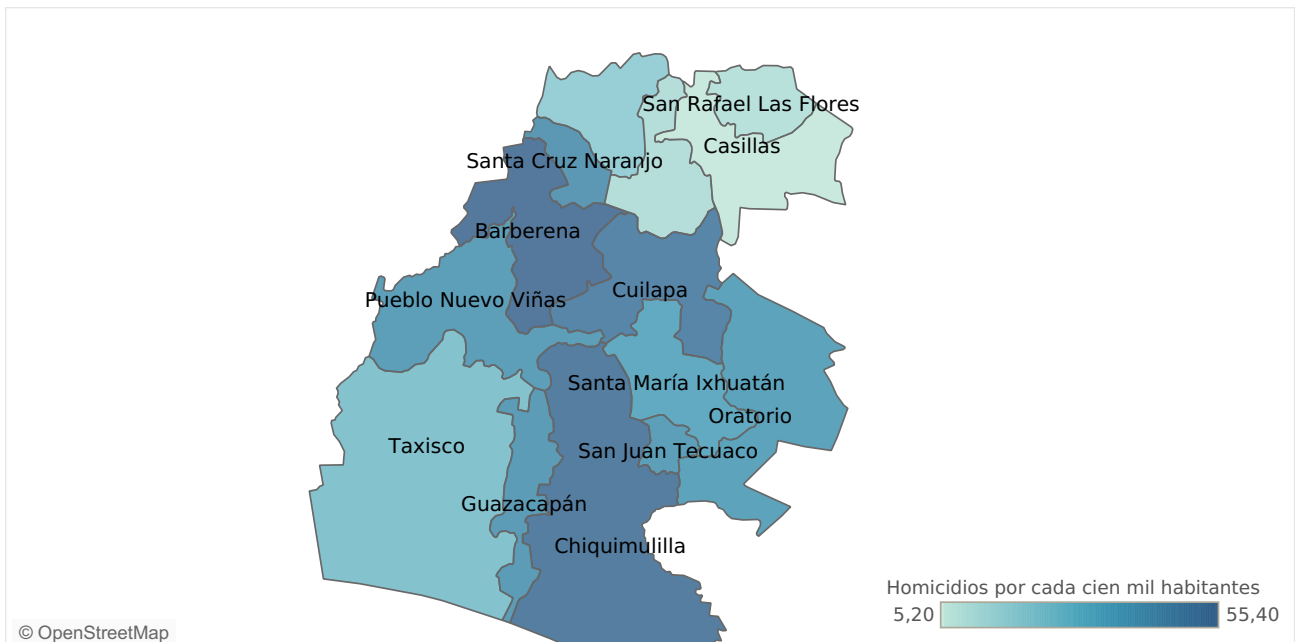 San Rafael Las Flores
Casillas
Santa Cruz Naranjo
Barberena
Cuilapa
Pueblo Nuevo Viñas
Santa María Ixhuatán
Oratorio
Taxisco
San Juan Tecuaco
Guazacapán
Chiquimulilla
Homicidios por cada cien mil habitantes
5,20 55,40
© OpenStreetMap